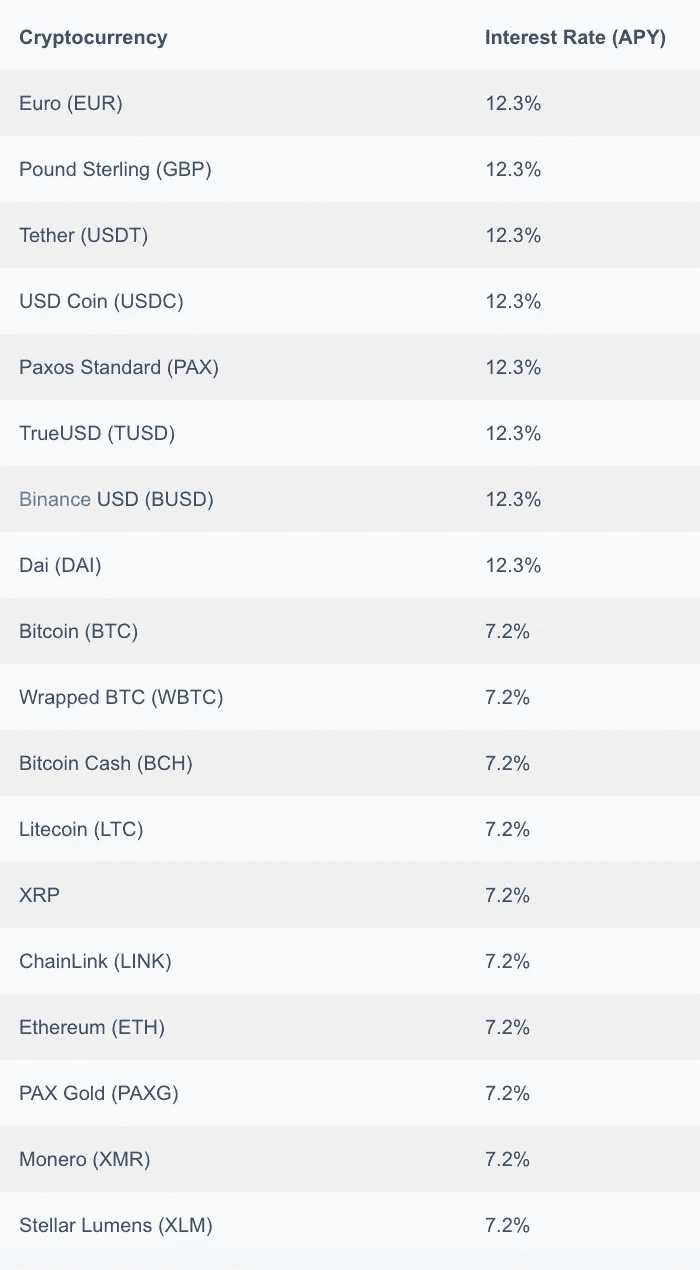 Cryptocurrency Interest Rate (APY)
Euro (EUR) 12.3%
Pound Sterling (GBP) 12.3%
Tether (USDT) 12.3%
USD Coin (USDC) 12.3%
Paxos Standard (PAX) 12.3%
TrueUSD (TUSD) 12.3%
Binance USD (BUSD) 12.3%
Dai (DAI) 12.3%
Bitcoin (BTC) 7.2%
Wrapped BTC (WBTC) 7.2%
Bitcoin Cash (BCH) 7.2%
Litecoin (LTC) 7.2%
XRP 7.2%
ChainLink (LINK) 7.2%
Ethereum (ETH) 7.2%
PAX Gold (PAXG) 7.2%
Monero (XMR) 7.2%
Stellar Lumens (XLM) 7.2%